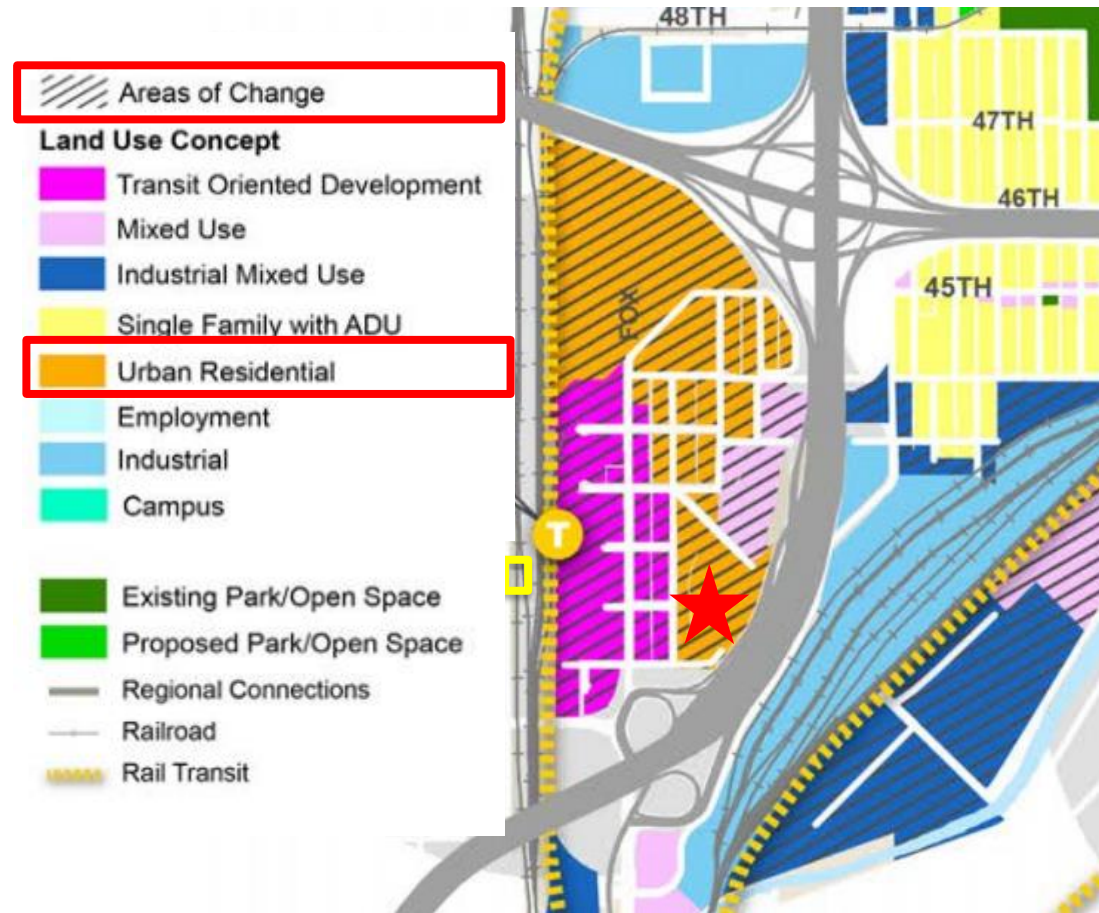 Areas of Change
Land Use Concept
Transit Oriented Development
Mixed Use
Industrial Mixed Use
Single Family with ADU
Urban Residential
Employment
Industrial
Campus
Existing Park/Open Space
Proposed Park/Open Space
Regional Connections
Railroad
Rail Transit
48TH
47TH
46TH
45TH
FOX
T